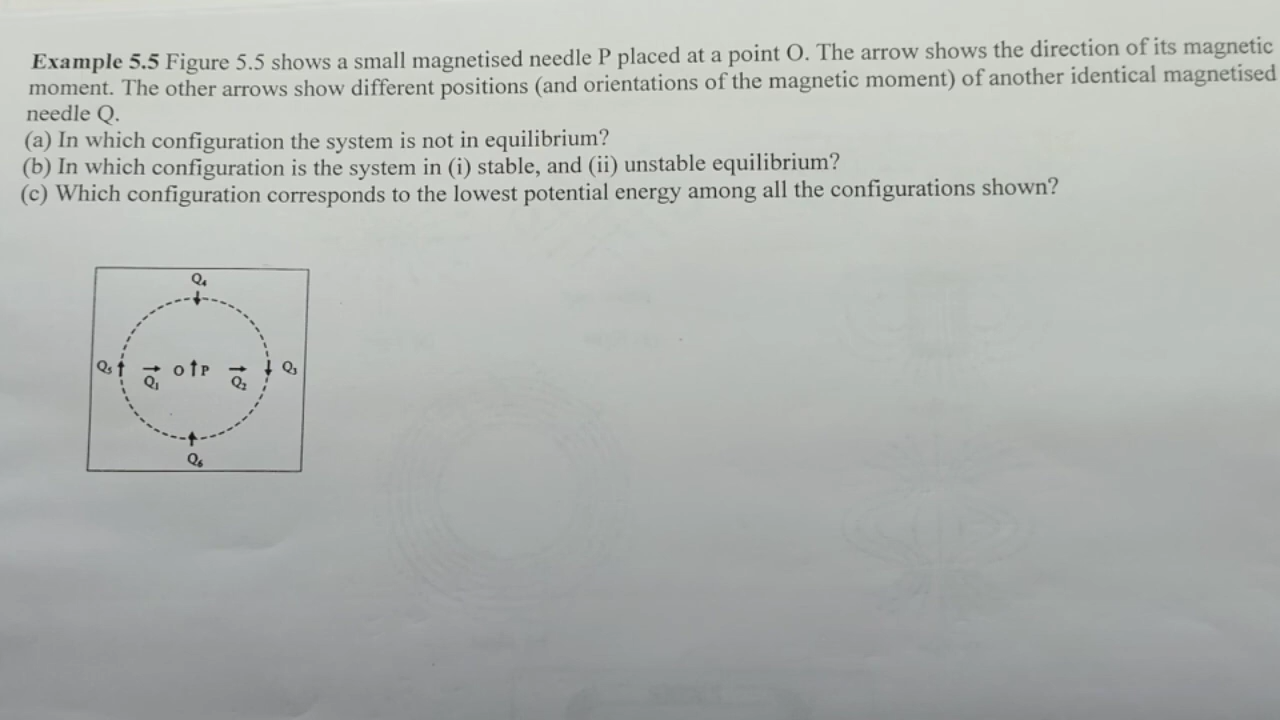 Example 5.5 Figure 5.5 shows a small magnetised needle P placed at a point O. The arrow shows the direction of its magnetic
moment. The other arrows show different positions (and orientations of the magnetic moment) of another identical magnetised
needle Q.
(a) In which configuration the system is not in equilibrium?
(b) In which configuration is the system in (i) stable, and (ii) unstable equilibrium?
(c) Which configuration corresponds to the lowest potential energy among all the configurations shown?
Q₄
Q₅ Q₁ O P Q₂ Q₃
Q₆